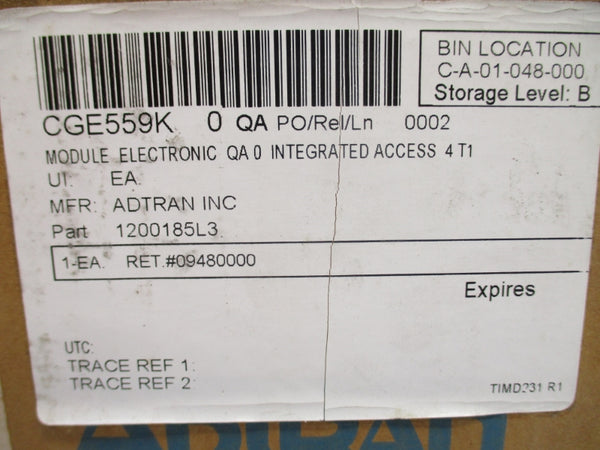 BIN LOCATION
C-A-01-048-000
Storage Level: B
CGE559K 0 QA PO/Rel/Ln 0002
MODULE ELECTRONIC QA 0 INTEGRATED ACCESS 4 T1
UI: EA.
MFR: ADTRAN INC
Part 1200185L3
1-EA. RET.#09480000
Expires
UTC:
TRACE REF 1:
TRACE REF 2:
TIMD231 R1
ADTRAN